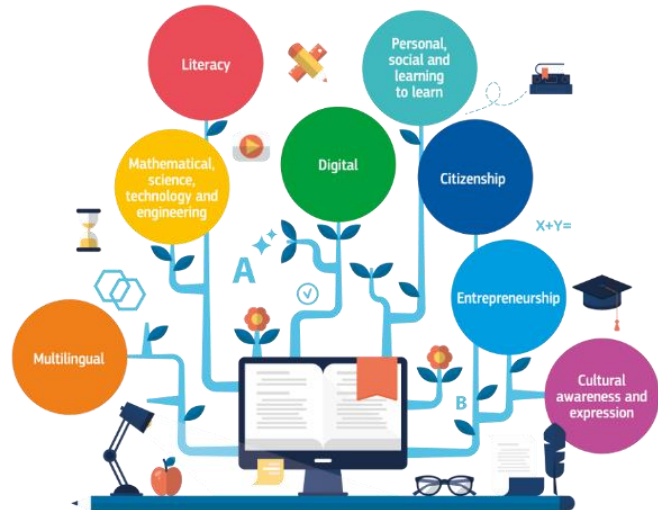 Literacy
Personal,
social and
learning
to learn
Mathematical,
science,
technology and
engineering
Digital
Citizenship
X+Y=
A
Entrepreneurship
Multilingual
Cultural
awareness and
expression
B